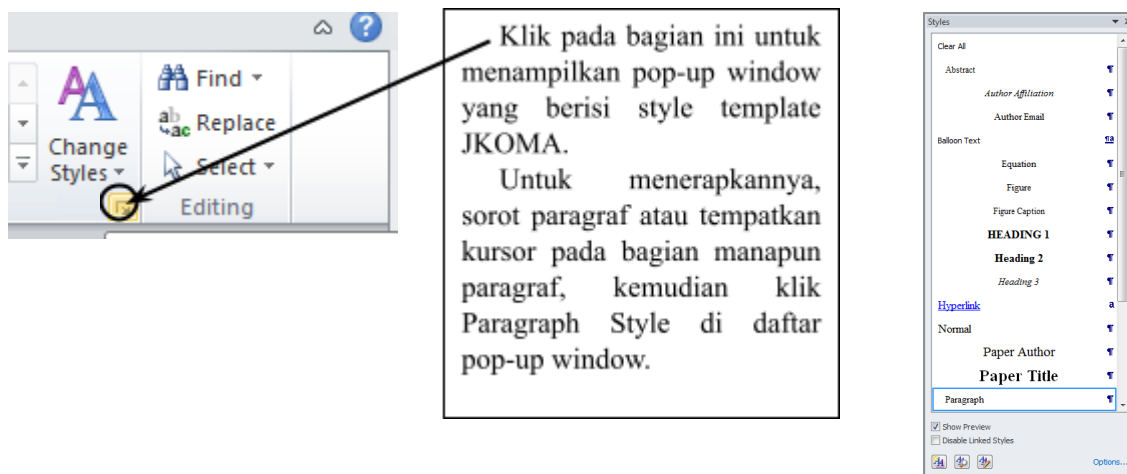 Find
Replace
Change
Styles
Select
Editing
Klik pada bagian ini untuk
menampilkan pop-up window
yang berisi style template
JKOMA.
Untuk menerapkannya,
sorot paragraf atau tempatkan
kursor pada bagian manapun
paragraf, kemudian klik
Paragraph Style di daftar
pop-up window.
Styles
Clear All
Abstract ¶
Author Affiliation ¶
Author Email ¶
Balloon Text ¶a
Equation ¶
Figure ¶
Figure Caption ¶
HEADING 1 ¶
Heading 2 ¶
Heading 3 ¶
Hyperlink a
Normal ¶
Paper Author ¶
Paper Title ¶
Paragraph ¶
Show Preview
Disable Linked Styles
Options...